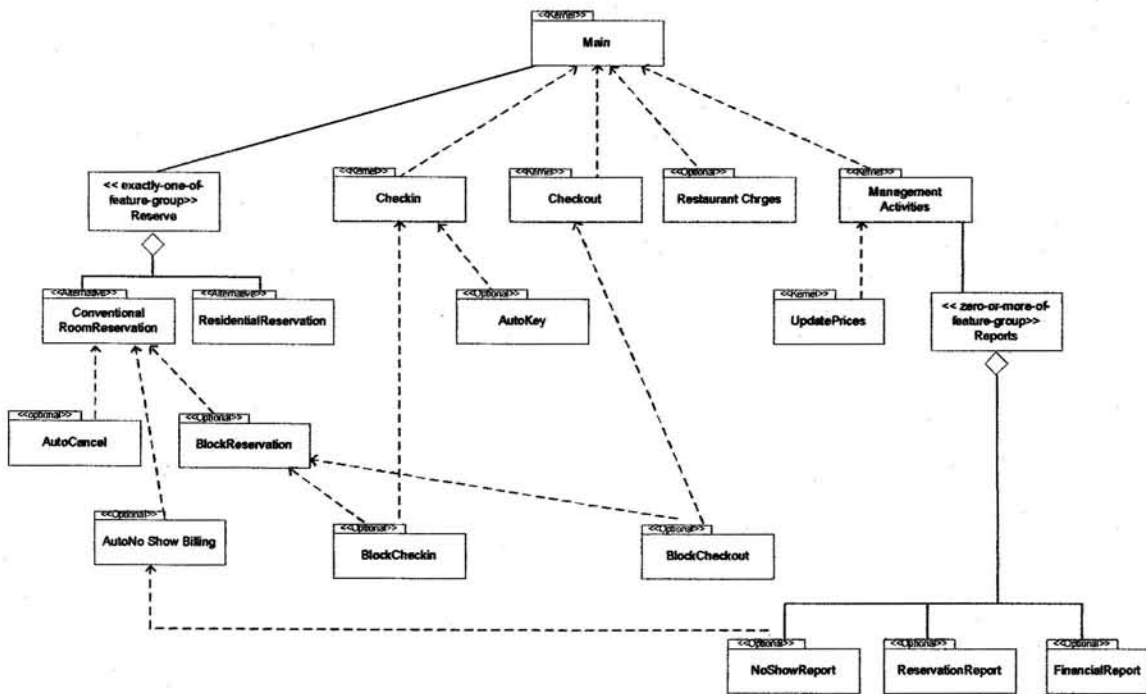 <<Kernel>>
Main
<< exactly-one-of-
feature-group>>
Reserve
<<Kernel>>
Checkin
<<Kernel>>
Checkout
<<Optional>>
Restaurant Chrges
<<Kernel>>
Management
Activities
<<Alternative>>
Conventional
RoomReservation
<<Alternative>>
ResidentialReservation
<<Optional>>
AutoKey
<<Kernel>>
UpdatePrices
<< zero-or-more-of
feature-group>>
Reports
<<optional>>
AutoCancel
<<Optional>>
BlockReservation
<<Optional>>
AutoNo Show Billing
<<Optional>>
BlockCheckin
<<Optional>>
BlockCheckout
<<Optional>>
NoShowReport
<<Optional>>
ReservationReport
<<Optional>>
FinancialReport